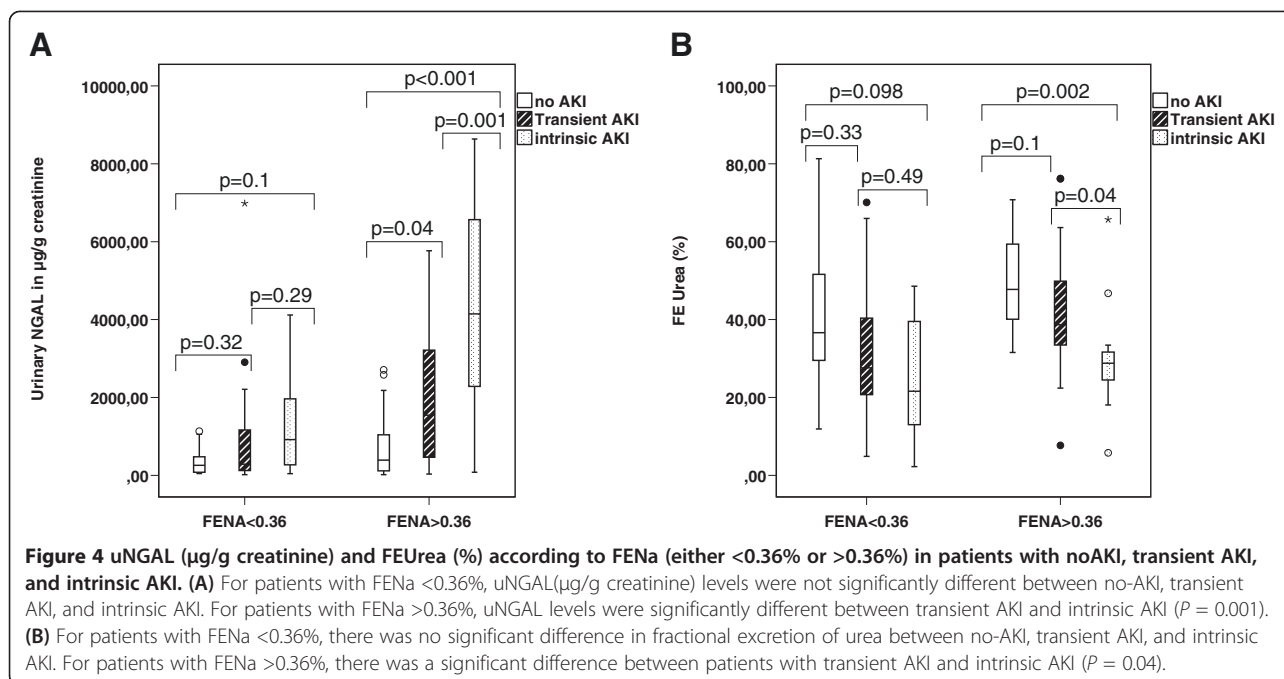 A
B
10000,00
8000,00
6000,00
4000,00
2000,00
,00
Urinary NGAL in µg/g creatinine
p<0.001
p=0.001
p=0.1
*
p=0.04
p=0.29
p=0.32
no AKI
Transient AKI
intrinsic AKI
FENA<0.36
FENA>0.36
100,00
80,00
60,00
40,00
20,00
,00
FE Urea (%)
p=0.098
p=0.002
p=0.33
p=0.1
p=0.49
p=0.04
*
no AKI
Transient AKI
intrinsic AKI
FENA<0.36
FENA>0.36
Figure 4 uNGAL (µg/g creatinine) and FEUrea (%) according to FENa (either <0.36% or >0.36%) in patients with noAKI, transient AKI,
and intrinsic AKI. (A) For patients with FENa <0.36%, uNGAL(µg/g creatinine) levels were not significantly different between no-AKI, transient
AKI, and intrinsic AKI. For patients with FENa >0.36%, uNGAL levels were significantly different between transient AKI and intrinsic AKI (P = 0.001).
(B) For patients with FENa <0.36%, there was no significant difference in fractional excretion of urea between no-AKI, transient AKI, and intrinsic
AKI. For patients with FENa >0.36%, there was a significant difference between patients with transient AKI and intrinsic AKI (P = 0.04).